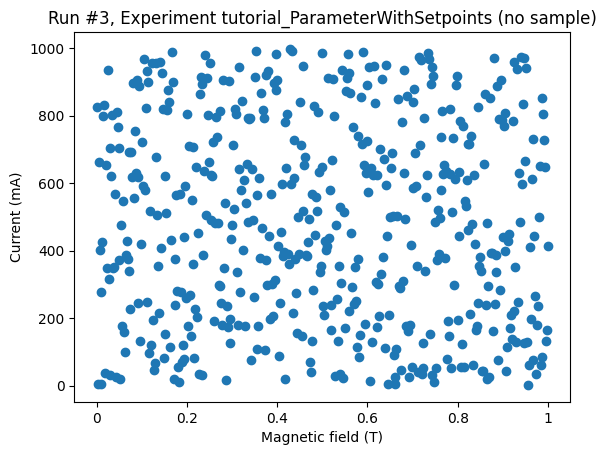 Run #3, Experiment tutorial_ParameterWithSetpoints (no sample)
1000
800
600
400
200
0
Current (mA)
0 0.2 0.4 0.6 0.8 1
Magnetic field (T)